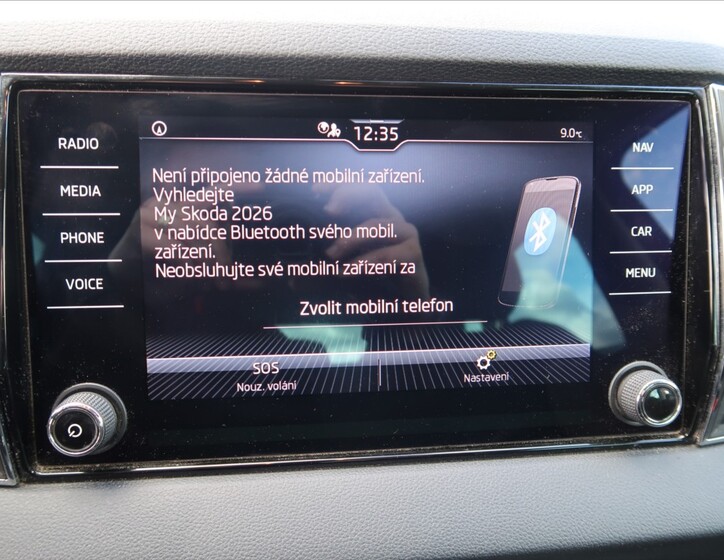 RADIO
MEDIA
PHONE
VOICE
12:35
9.0°C
Není připojeno žádné mobilní zařízení.
Vyhledejte
My Skoda 2026
v nabídce Bluetooth svého mobil.
zařízení.
Neobsluhujte své mobilní zařízení za
Zvolit mobilní telefon
SOS
Nouz. volání
Nastavení
NAV
APP
CAR
MENU